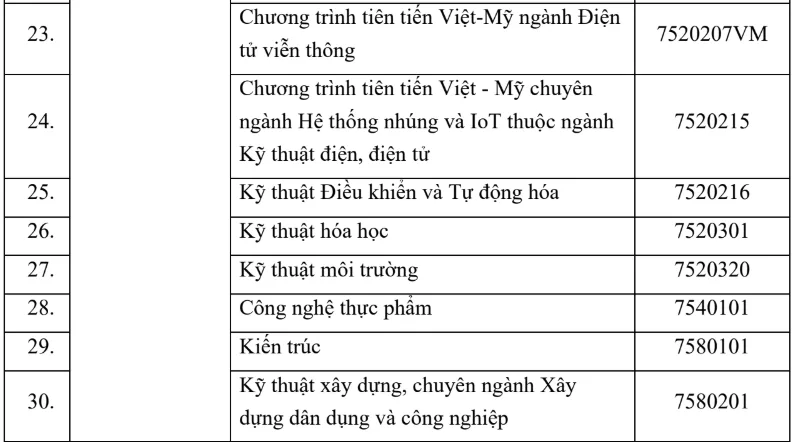 23.
Chương trình tiên tiến Việt-Mỹ ngành Điện
tử viễn thông
7520207VM
24.
Chương trình tiên tiến Việt - Mỹ chuyên
ngành Hệ thống nhúng và IoT thuộc ngành
Kỹ thuật điện, điện tử
7520215
25. Kỹ thuật Điều khiển và Tự động hóa 7520216
26. Kỹ thuật hóa học 7520301
27. Kỹ thuật môi trường 7520320
28. Công nghệ thực phẩm 7540101
29. Kiến trúc 7580101
30.
Kỹ thuật xây dựng, chuyên ngành Xây
dựng dân dụng và công nghiệp
7580201